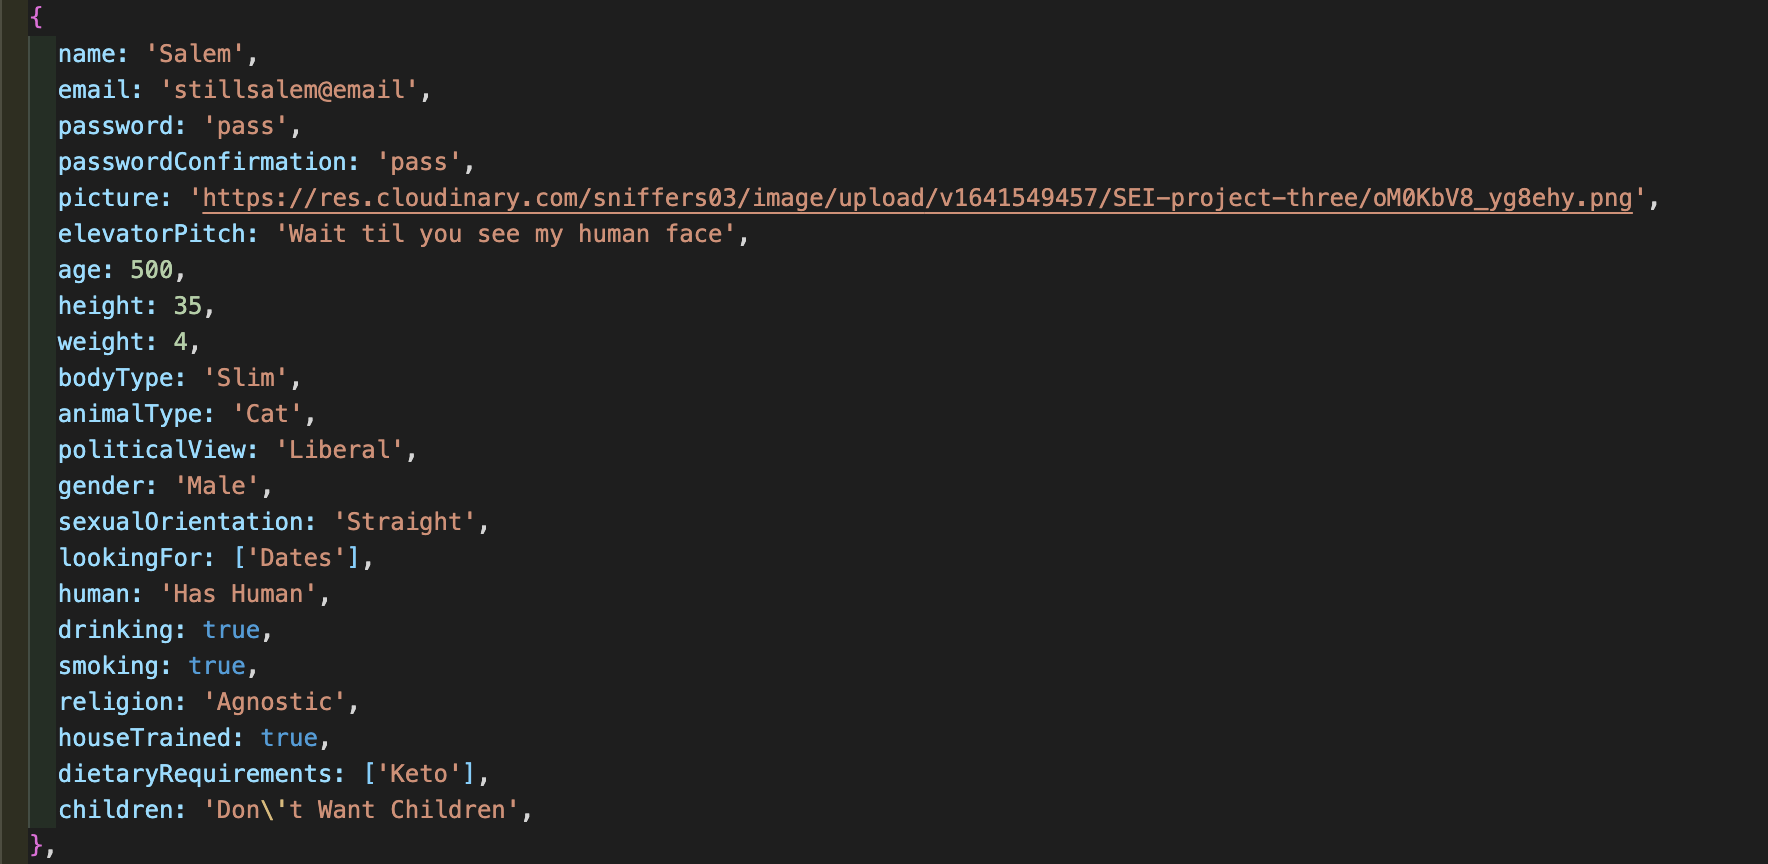 {
name: 'Salem',
email: 'stillsalem@email',
password: 'pass',
passwordConfirmation: 'pass',
picture: 'https://res.cloudinary.com/sniffers03/image/upload/v1641549457/SEI-project-three/oM0KbV8_yg8ehy.png',
elevatorPitch: 'Wait til you see my human face',
age: 500,
height: 35,
weight: 4,
bodyType: 'Slim',
animalType: 'Cat',
politicalView: 'Liberal',
gender: 'Male',
sexualOrientation: 'Straight',
lookingFor: ['Dates'],
human: 'Has Human',
drinking: true,
smoking: true,
religion: 'Agnostic',
houseTrained: true,
dietaryRequirements: ['Keto'],
children: 'Don\'t Want Children',
},